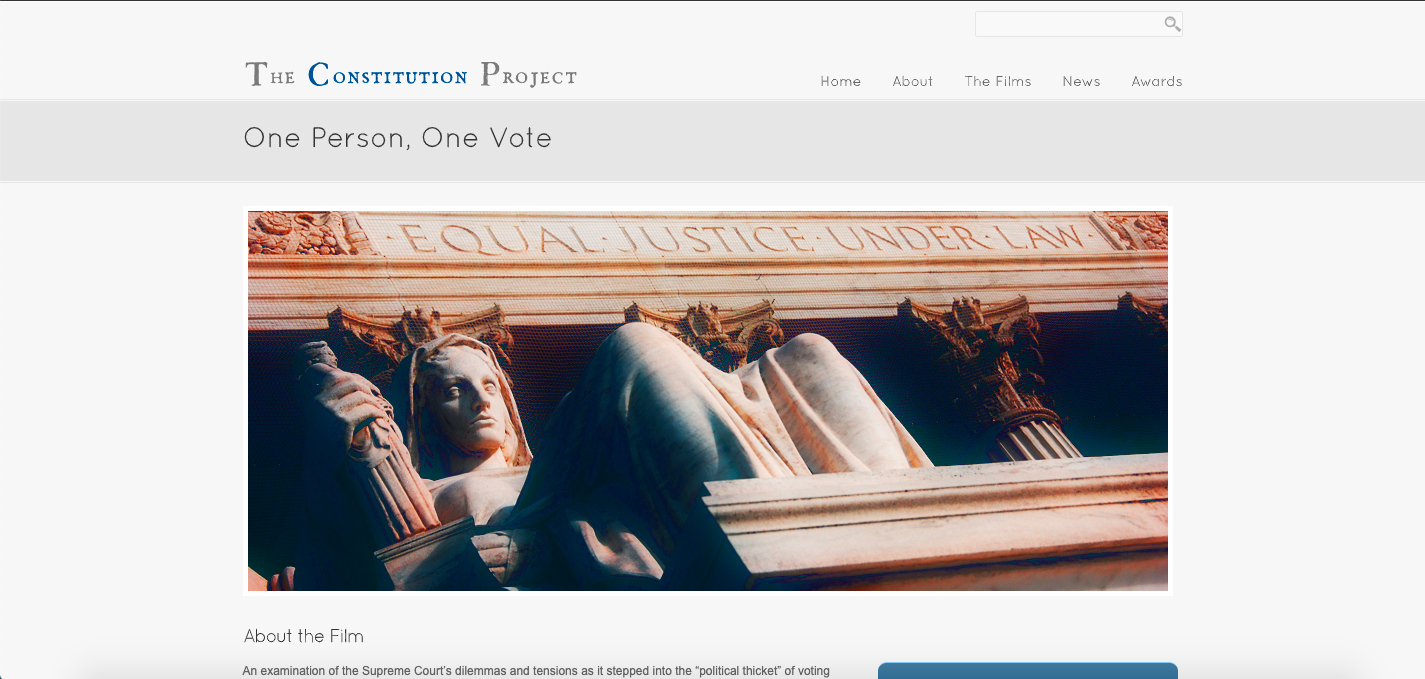 The Constitution Project
Home About The Films News Awards
One Person, One Vote
· EQUAL · JUSTICE · UNDER · LAW ·
About the Film
An examination of the Supreme Court’s dilemmas and tensions as it stepped into the “political thicket” of voting